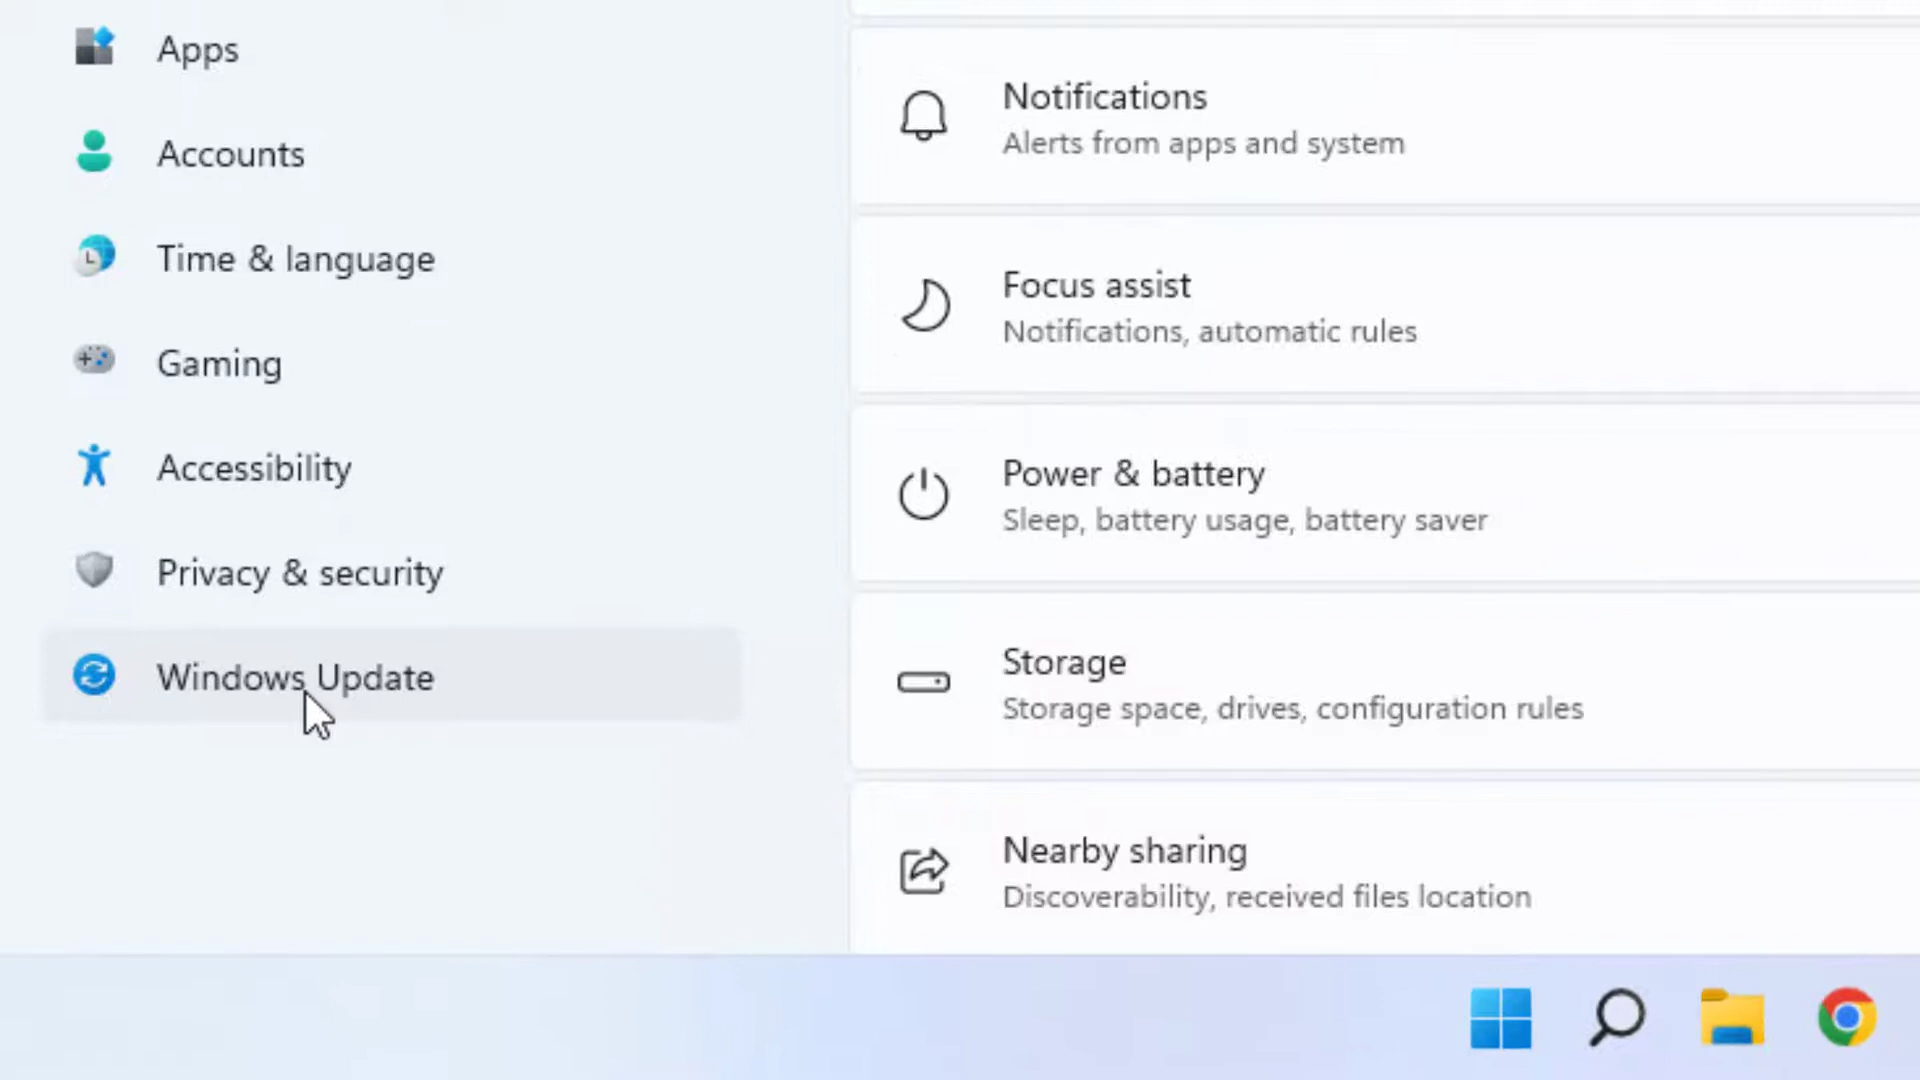 Apps
Accounts
Time & language
Gaming
Accessibility
Privacy & security
Windows Update
Notifications
Alerts from apps and system
Focus assist
Notifications, automatic rules
Power & battery
Sleep, battery usage, battery saver
Storage
Storage space, drives, configuration rules
Nearby sharing
Discoverability, received files location